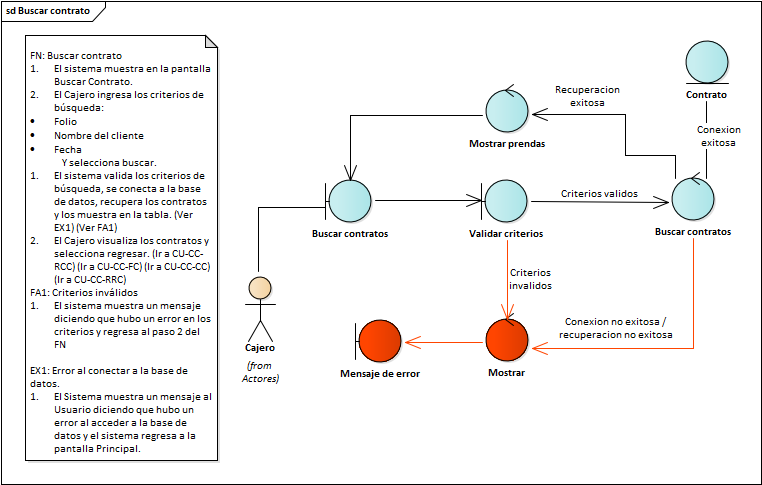 sd Buscar contrato
FN: Buscar contrato
1. El sistema muestra en la pantalla
Buscar Contrato.
2. El Cajero ingresa los criterios de
búsqueda:
• Folio
• Nombre del cliente
• Fecha
Y selecciona buscar.
1. El sistema valida los criterios de
búsqueda, se conecta a la base
de datos, recupera los contratos
y los muestra en la tabla. (Ver
EX1) (Ver FA1)
2. El Cajero visualiza los contratos y
selecciona regresar. (Ir a CU-CC-
RCC) (Ir a CU-CC-FC) (Ir a CU-CC-CC)
(Ir a CU-CC-RRC)
FA1: Criterios inválidos
1. El sistema muestra un mensaje
diciendo que hubo un error en los
criterios y regresa al paso 2 del
FN
EX1: Error al conectar a la base de
datos.
1. El Sistema muestra un mensaje al
Usuario diciendo que hubo un
error al acceder a la base de
datos y el sistema regresa a la
pantalla Principal.
Contrato
Recuperacion
exitosa
Conexion
exitosa
Mostrar prendas
Criterios validos
Buscar contratos
Validar criterios
Buscar contratos
Criterios
invalidos
Conexion no exitosa /
recuperacion no exitosa
Cajero
(from
Actores)
Mensaje de error
Mostrar